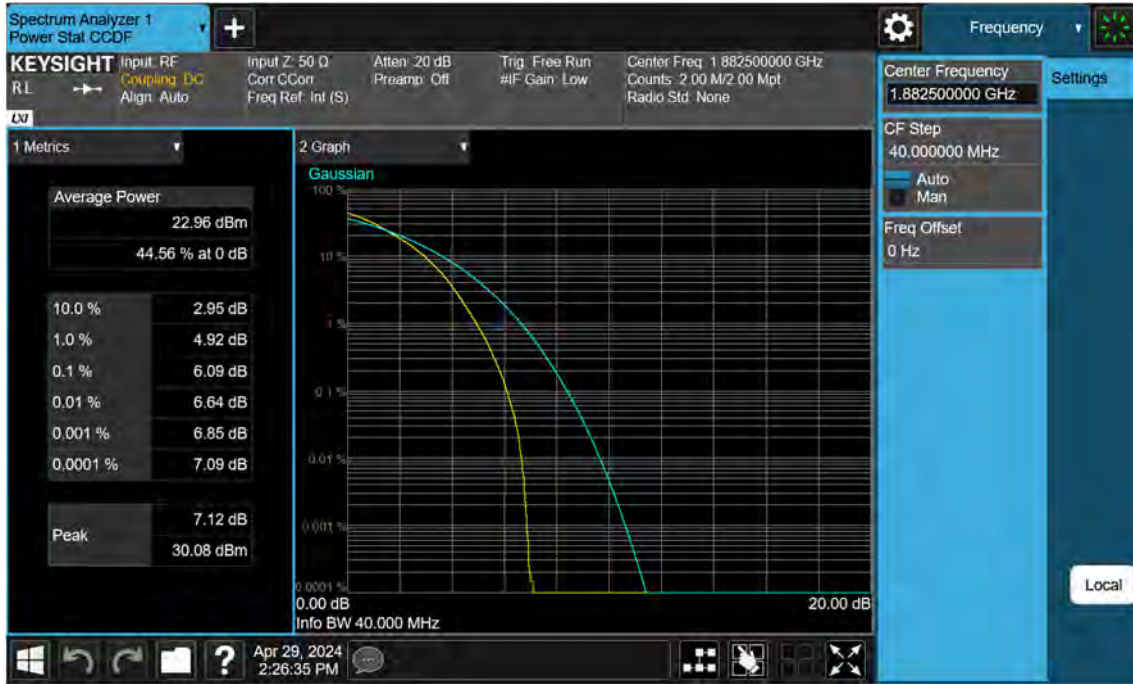 Spectrum Analyzer 1
Power Stat CCDF
+
Frequency
KEYSIGHT
RL
LXI
Input: RF
Coupling: DC
Align: Auto
Input Z: 50 Ω
Corr CCorr
Freq Ref: Int (S)
Atten: 20 dB
Preamp: Off
Trig: Free Run
#IF Gain: Low
Center Freq: 1.882500000 GHz
Counts: 2.00 M/2.00 Mpt
Radio Std: None
Center Frequency
1.882500000 GHz
Settings
CF Step
40.000000 MHz
Auto
Man
Freq Offset
0 Hz
Local
1 Metrics
Average Power
22.96 dBm
44.56 % at 0 dB
10.0 % 2.95 dB
1.0 % 4.92 dB
0.1 % 6.09 dB
0.01 % 6.64 dB
0.001 % 6.85 dB
0.0001 % 7.09 dB
Peak 7.12 dB
30.08 dBm
2 Graph
Gaussian
100 %
10 %
1 %
0.1 %
0.01 %
0.001 %
0.0001 %
0.00 dB 20.00 dB
Info BW 40.000 MHz
?
Apr 29, 2024
2:26:35 PM